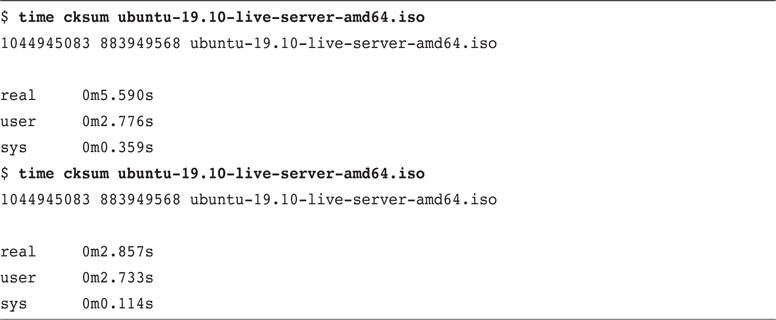 $ time cksum ubuntu-19.10-live-server-amd64.iso
1044945083 883949568 ubuntu-19.10-live-server-amd64.iso
real 0m5.590s
user 0m2.776s
sys 0m0.359s
$ time cksum ubuntu-19.10-live-server-amd64.iso
1044945083 883949568 ubuntu-19.10-live-server-amd64.iso
real 0m2.857s
user 0m2.733s
sys 0m0.114s